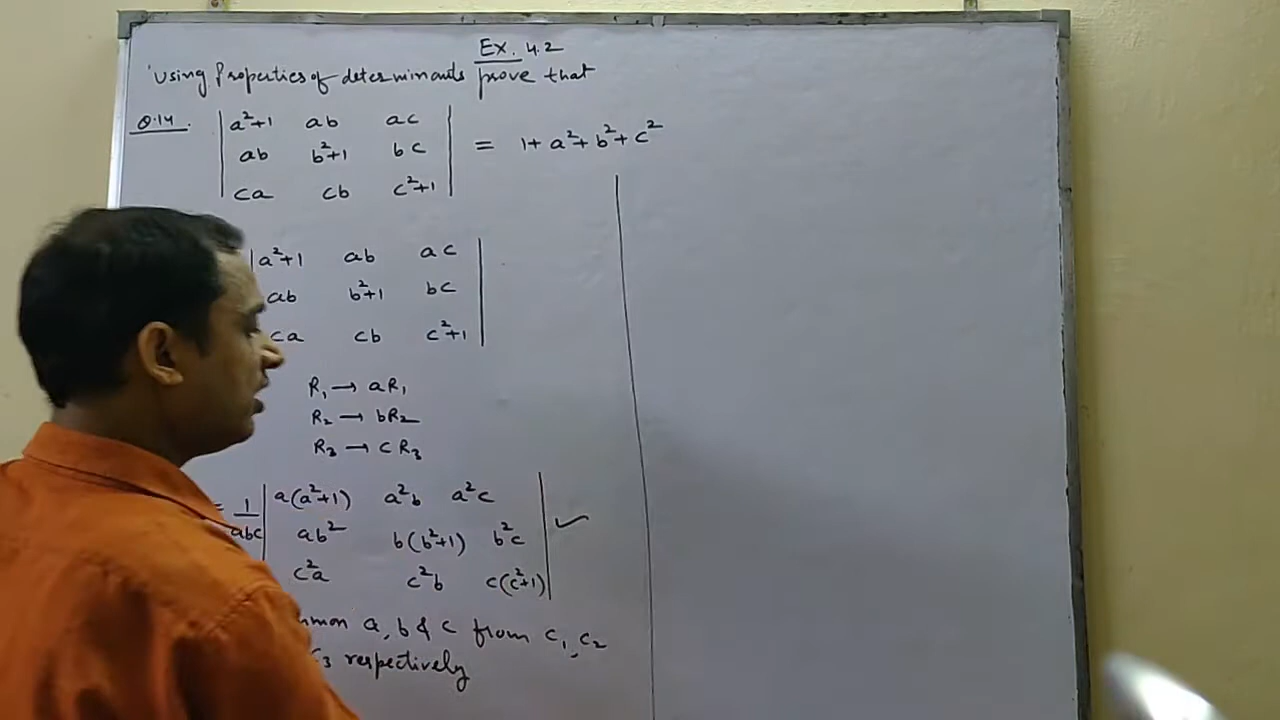 Ex. 4.2
Using Properties of determinants prove that
Q.14. | a²+1 ab ac |
| ab b²+1 bc | = 1+a²+b²+c²
| ca cb c²+1 |
| a²+1 ab ac |
ab b²+1 bc |
ca cb c²+1 |
R₁ → aR₁
R₂ → bR₂
R₃ → cR₃
= 1/abc | a(a²+1) a²b a²c |
ab² b(b²+1) b²c | ✓
c²a c²b c(c²+1) |
a, b & c from c₁, c₂
respectively